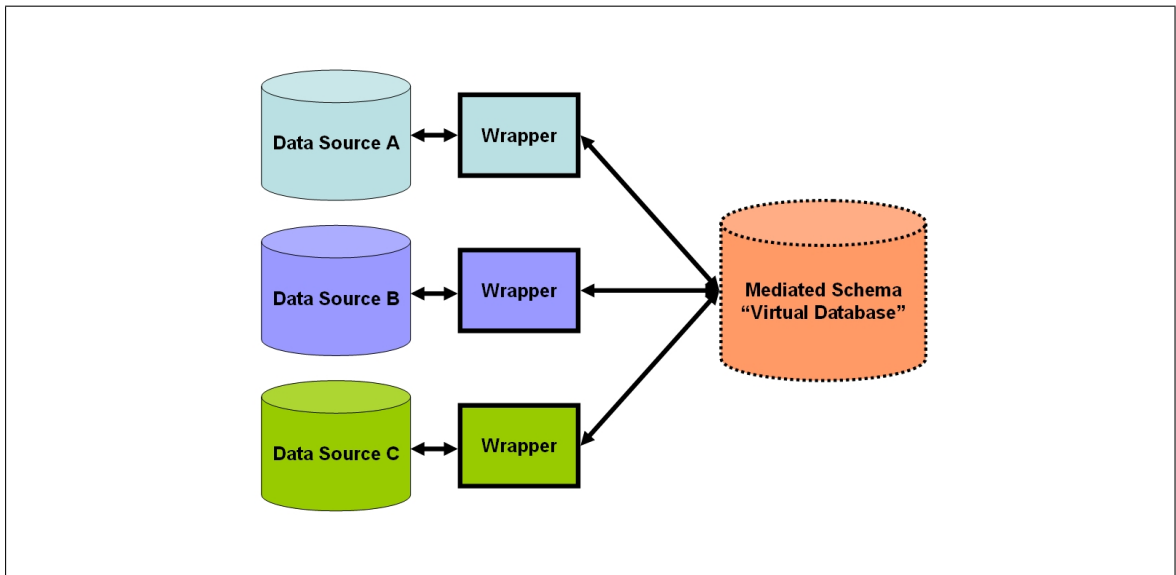 Data Source A
Wrapper
Data Source B
Wrapper
Mediated Schema
“Virtual Database”
Data Source C
Wrapper